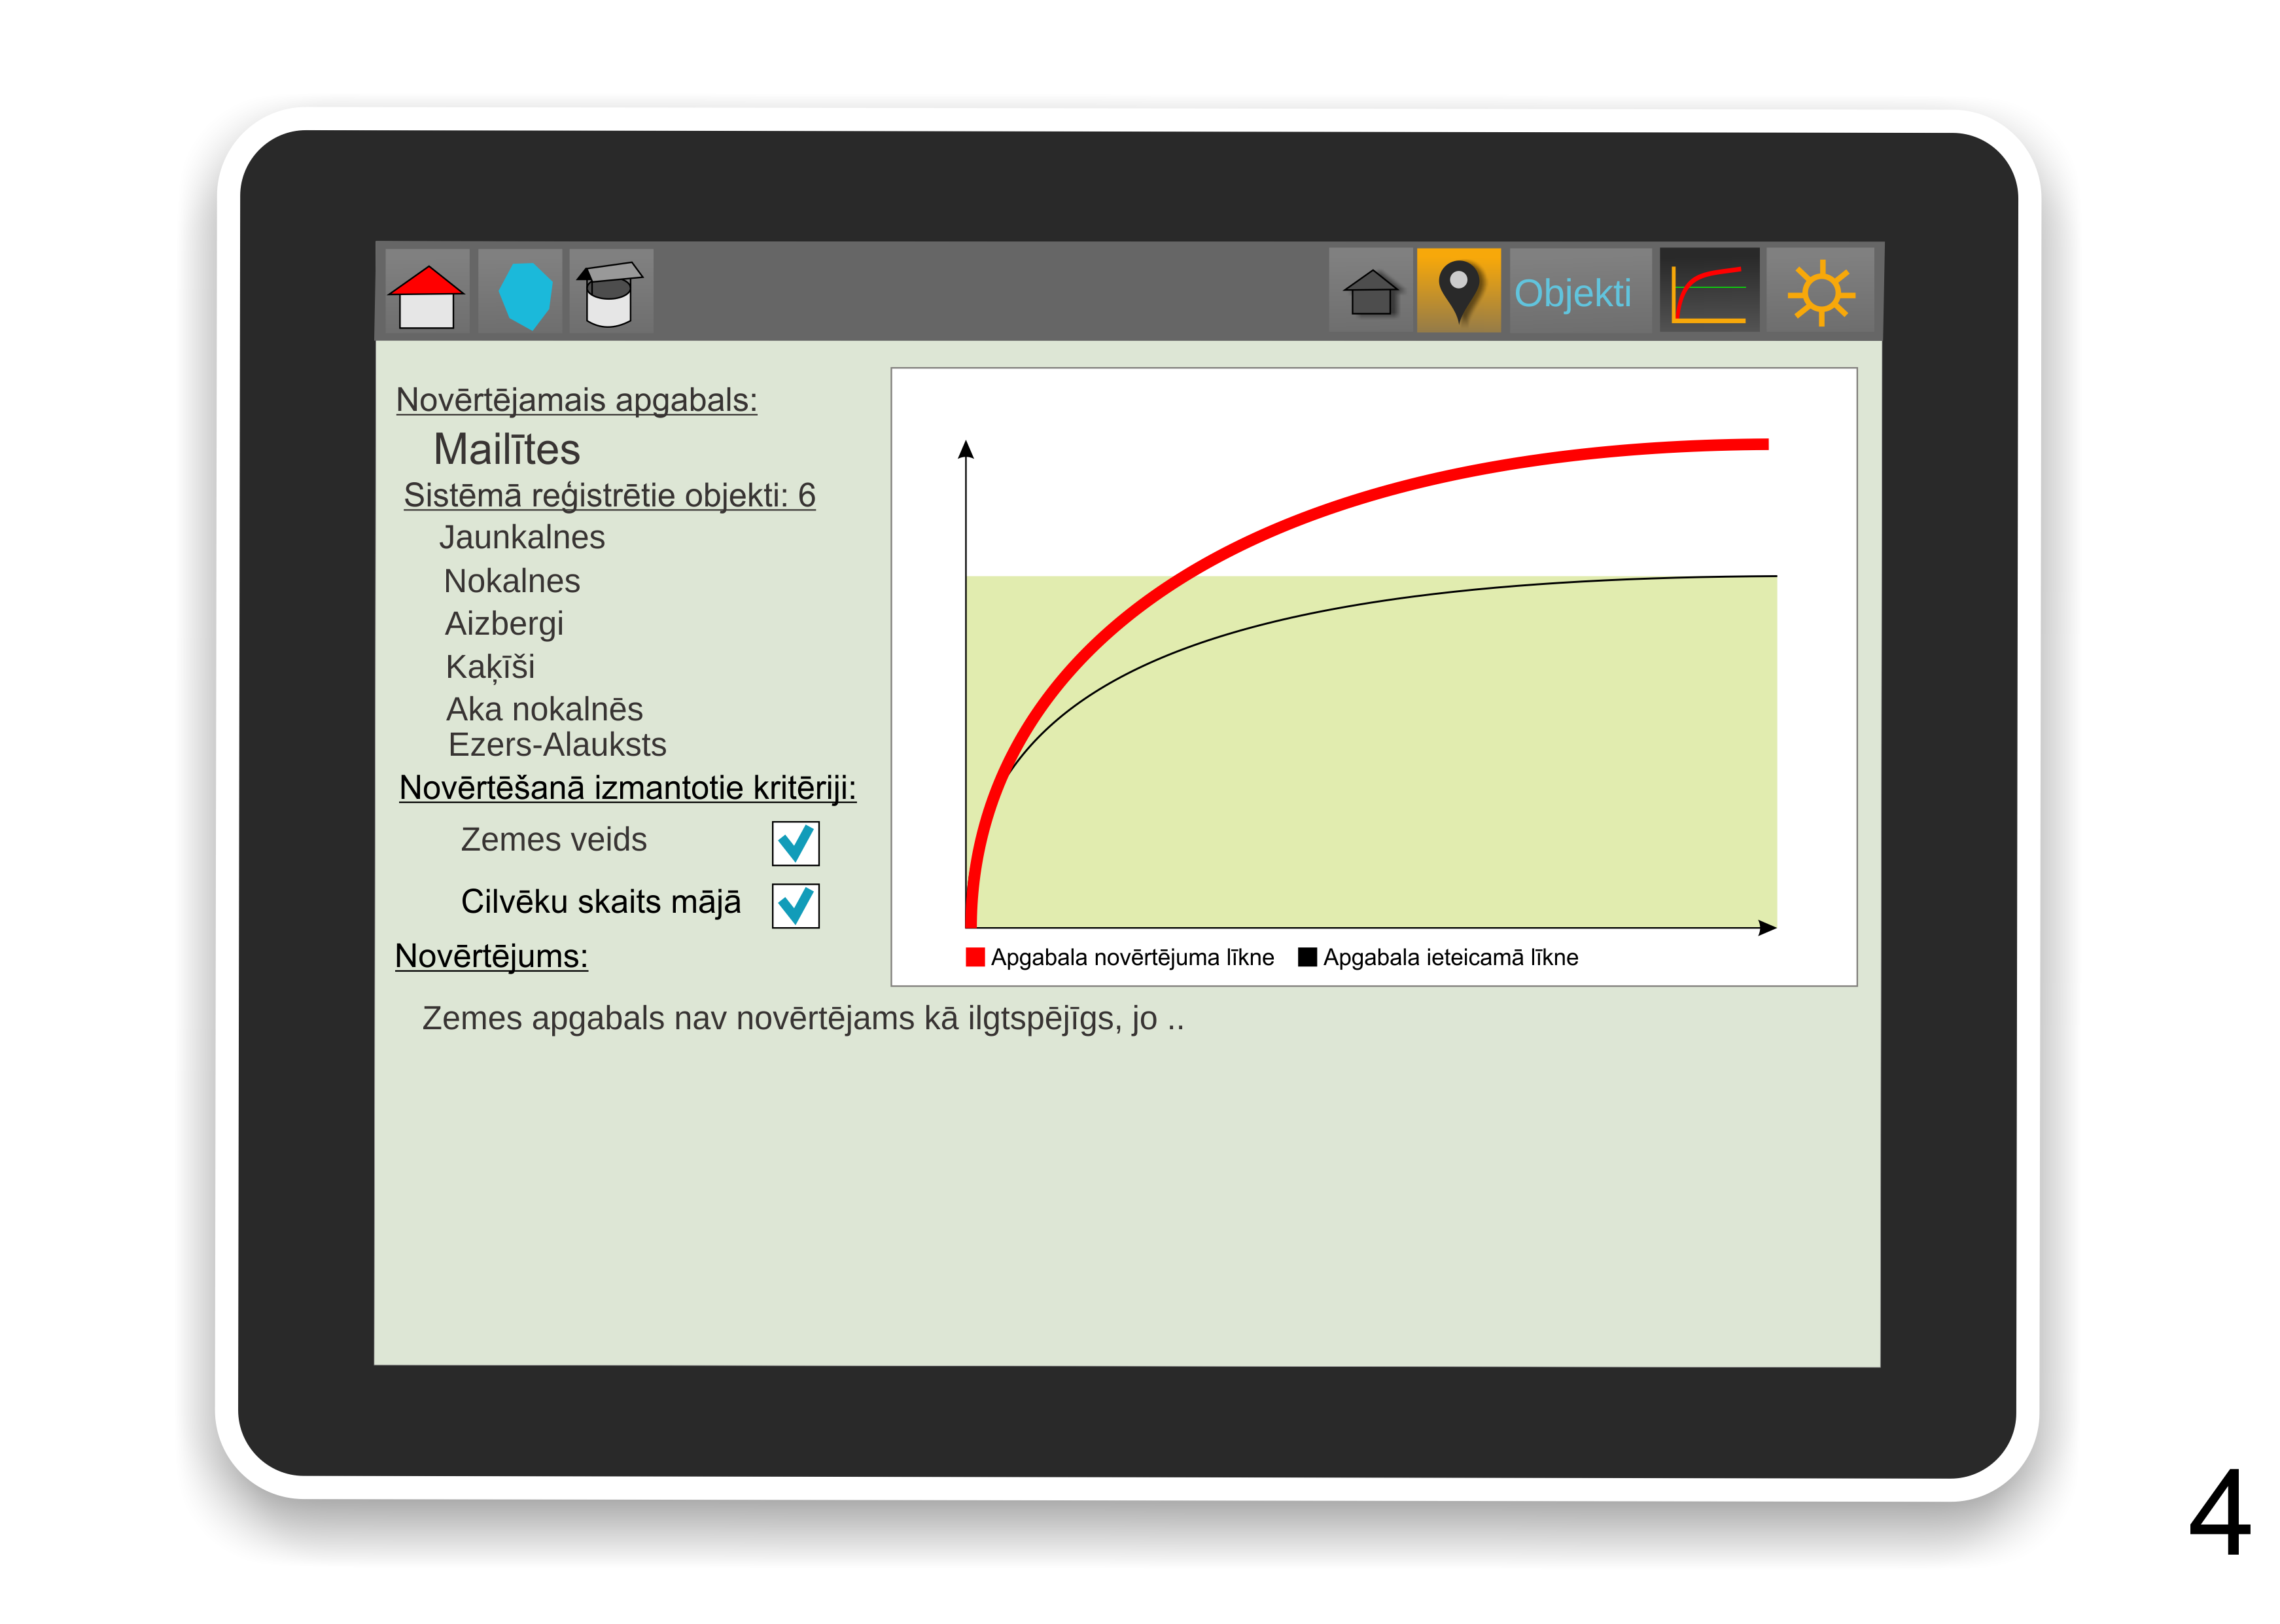 Objekti
Novērtējamais apgabals:
Mailītes
Sistēmā reģistrētie objekti: 6
Jaunkalnes
Nokalnes
Aizbergi
Kaķīši
Aka nokalnēs
Ezers-Alauksts
Novērtēšanā izmantotie kritēriji:
Zemes veids
Cilvēku skaits mājā
Novērtējums:
Apgabala novērtējuma līkne Apgabala ieteicamā līkne
Zemes apgabals nav novērtējams kā ilgtspējīgs, jo ..
4